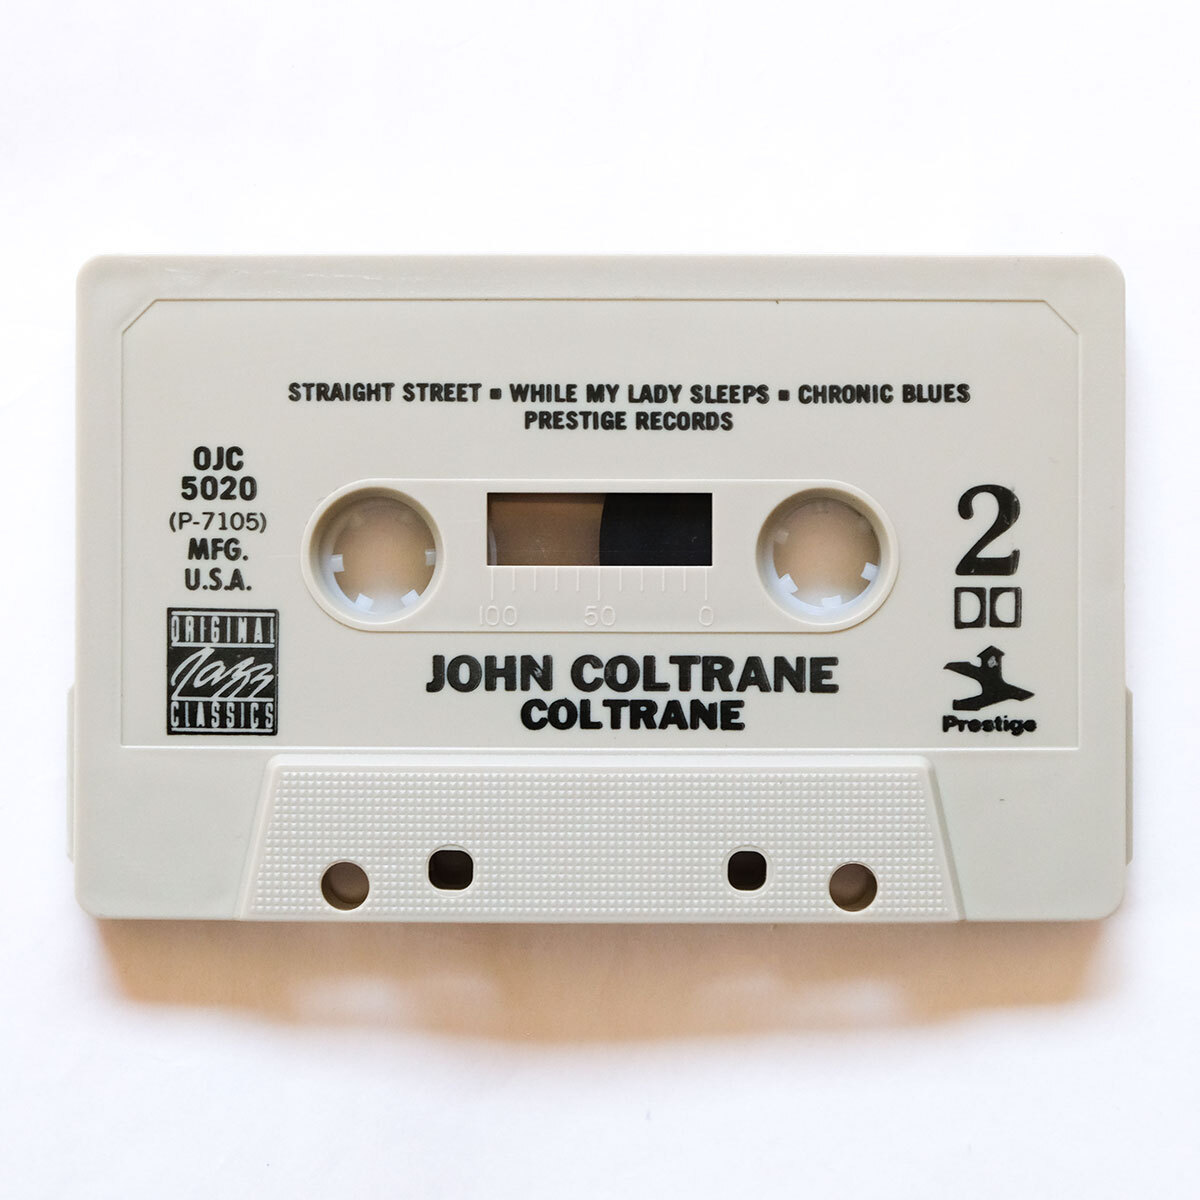 STRAIGHT STREET ▪ WHILE MY LADY SLEEPS ▪ CHRONIC BLUES
PRESTIGE RECORDS
OJC
5020
(P-7105)
MFG.
U.S.A.
ORIGINAL
Jazz
CLASSICS
100 50 0
2
JOHN COLTRANE
COLTRANE
Prestige